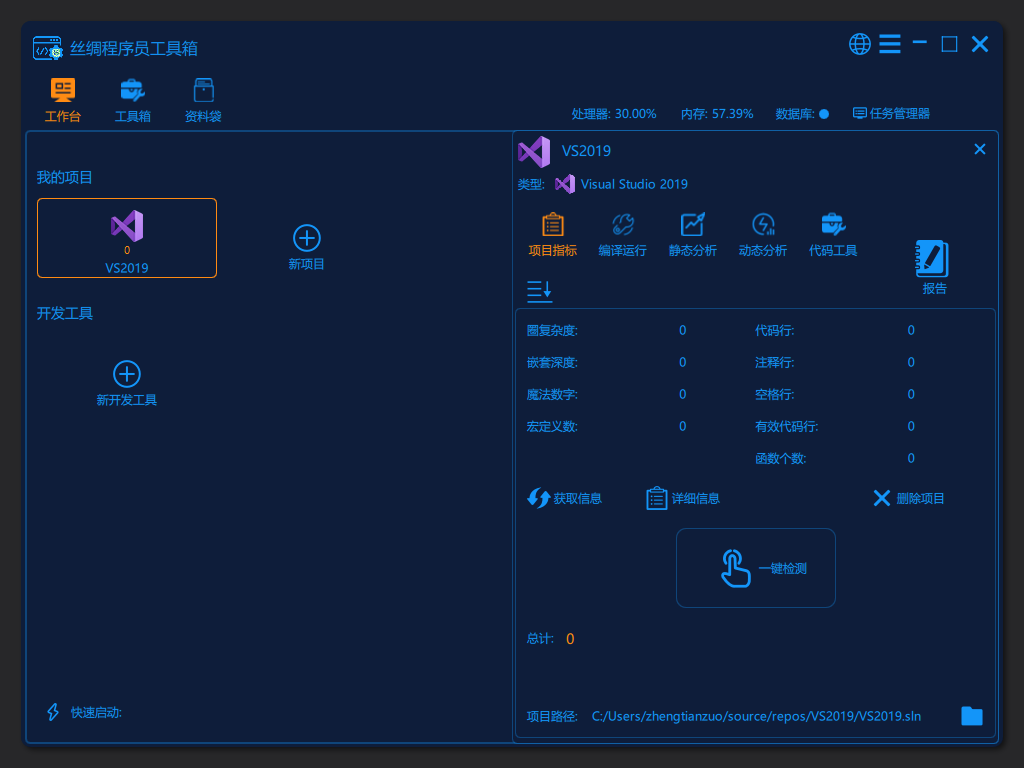 丝绸程序员工具箱
工作台 工具箱 资料袋
处理器: 30.00% 内存: 57.39% 数据库: 任务管理器
我的项目
0
VS2019
新项目
开发工具
新开发工具
快速启动:
VS2019
类型: Visual Studio 2019
项目指标 编译运行 静态分析 动态分析 代码工具
报告
圈复杂度: 0 代码行: 0
嵌套深度: 0 注释行: 0
魔法数字: 0 空格行: 0
宏定义数: 0 有效代码行: 0
函数个数: 0
获取信息 详细信息 删除项目
一键检测
总计: 0
项目路径: C:/Users/zhengtianzuo/source/repos/VS2019/VS2019.sln